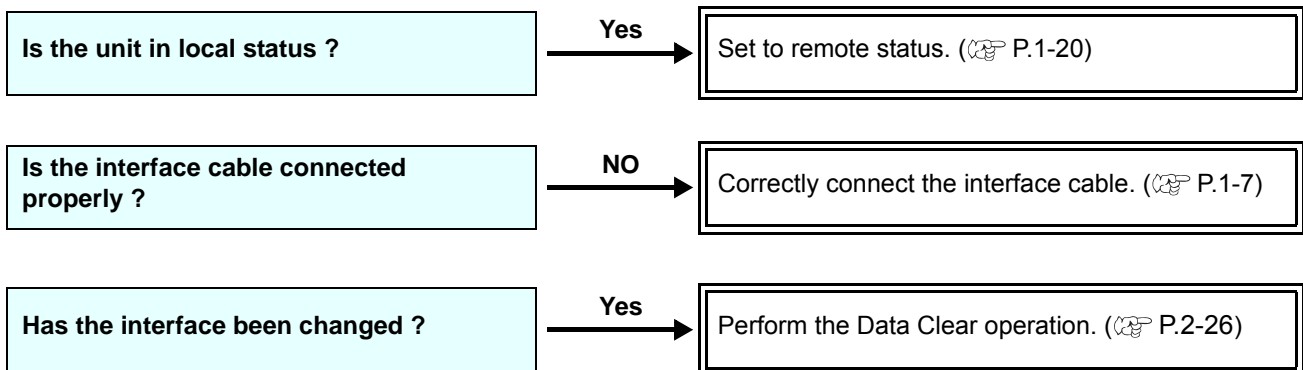 Is the unit in local status ?
Yes
Set to remote status. ( P.1-20)
Is the interface cable connected
properly ?
NO
Correctly connect the interface cable. ( P.1-7)
Has the interface been changed ?
Yes
Perform the Data Clear operation. ( P.2-26)